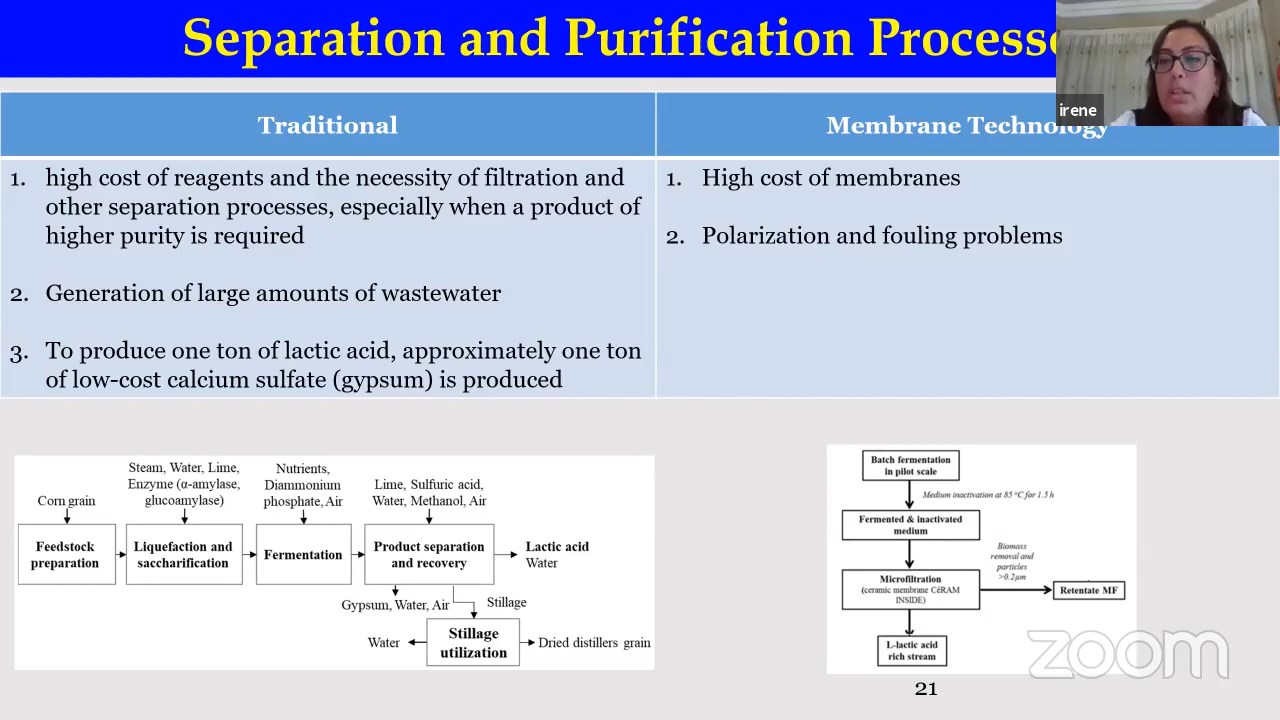 Separation and Purification Process
irene
Traditional
Membrane Technology
1. high cost of reagents and the necessity of filtration and
other separation processes, especially when a product of
higher purity is required
2. Generation of large amounts of wastewater
3. To produce one ton of lactic acid, approximately one ton
of low-cost calcium sulfate (gypsum) is produced
1. High cost of membranes
2. Polarization and fouling problems
Corn grain
Steam, Water, Lime,
Enzyme (α-amylase,
glucoamylase)
Nutrients,
Diammonium
phosphate, Air
Lime, Sulfuric acid,
Water, Methanol, Air
Feedstock
preparation
Liquefaction and
saccharification
Fermentation
Product separation
and recovery
Lactic acid
Water
Gypsum, Water, Air
Stillage
Water
Stillage
utilization
Dried distillers grain
Batch fermentation
in pilot scale
Medium inactivation at 85 °C for 1.5 h
Fermented & inactivated
medium
Biomass
removal and
particles
>0.2μm
Microfiltration
(ceramic membrane CéRAM
INSIDE)
Retentate MF
L-lactic acid
rich stream
zoom
21